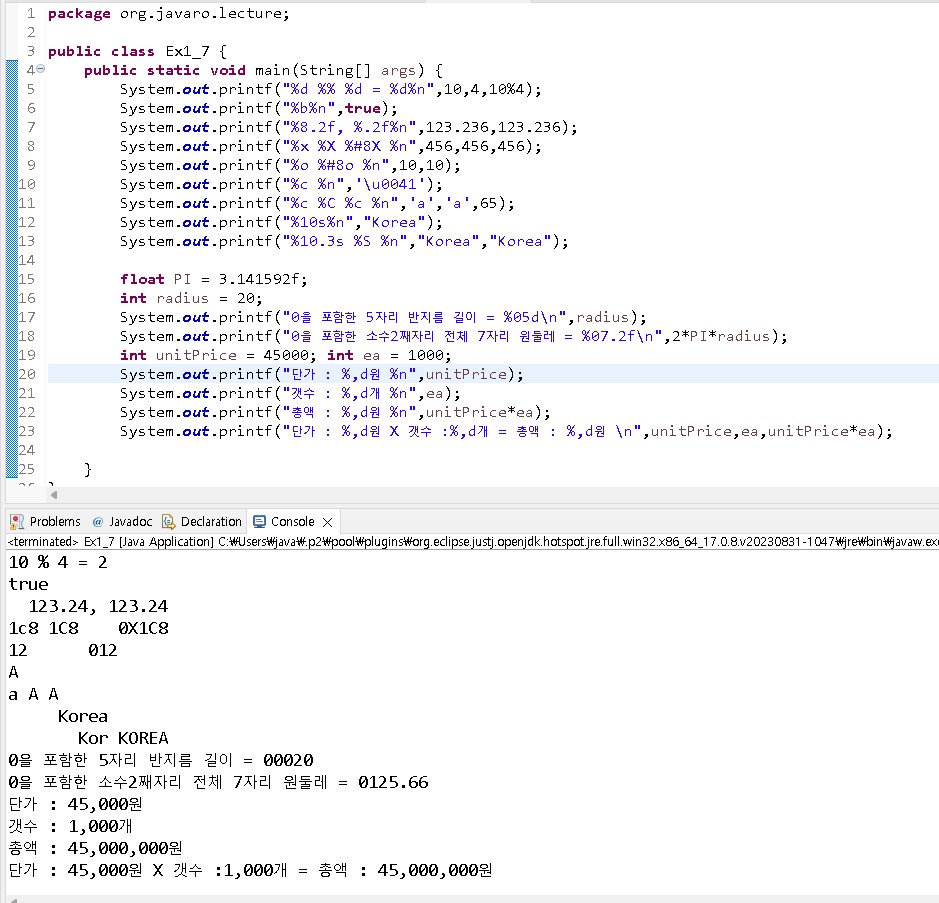 1 package org.javaro.lecture;
2
3 public class Ex1_7 {
4     public static void main(String[] args) {
5         System.out.printf("%d %% %d = %d%n",10,4,10%4);
6         System.out.printf("%b%n",true);
7         System.out.printf("%8.2f, %.2f%n",123.236,123.236);
8         System.out.printf("%x %X %#8X %n",456,456,456);
9         System.out.printf("%o %#8o %n",10,10);
10         System.out.printf("%c %n",'\u0041');
11         System.out.printf("%c %C %c %n",'a','a',65);
12         System.out.printf("%10s%n","Korea");
13         System.out.printf("%10.3s %S %n","Korea","Korea");
14
15         float PI = 3.141592f;
16         int radius = 20;
17         System.out.printf("0을 포함한 5자리 반지름 길이 = %05d\n",radius);
18         System.out.printf("0을 포함한 소수2째자리 전체 7자리 원둘레 = %07.2f\n",2*PI*radius);
19         int unitPrice = 45000; int ea = 1000;
20         System.out.printf("단가 : %,d원 %n",unitPrice);
21         System.out.printf("갯수 : %,d개 %n",ea);
22         System.out.printf("총액 : %,d원 %n",unitPrice*ea);
23         System.out.printf("단가 : %,d원 X 갯수 :%,d개 = 총액 : %,d원 \n",unitPrice,ea,unitPrice*ea);
24
25     }
Problems @ Javadoc Declaration Console
<terminated> Ex1_7 [Java Application] C:₩Users₩java₩.p2₩pool₩plugins₩org.eclipse.justj.openjdk.hotspot.jre.full.win32.x86_64_17.0.8.v20230831-1047₩jre₩bin₩javaw.exe
10 % 4 = 2
true
  123.24, 123.24
1c8 1C8    0X1C8
12      012
A
a A A
     Korea
       Kor KOREA
0을 포함한 5자리 반지름 길이 = 00020
0을 포함한 소수2째자리 전체 7자리 원둘레 = 0125.66
단가 : 45,000원
갯수 : 1,000개
총액 : 45,000,000원
단가 : 45,000원 X 갯수 :1,000개 = 총액 : 45,000,000원